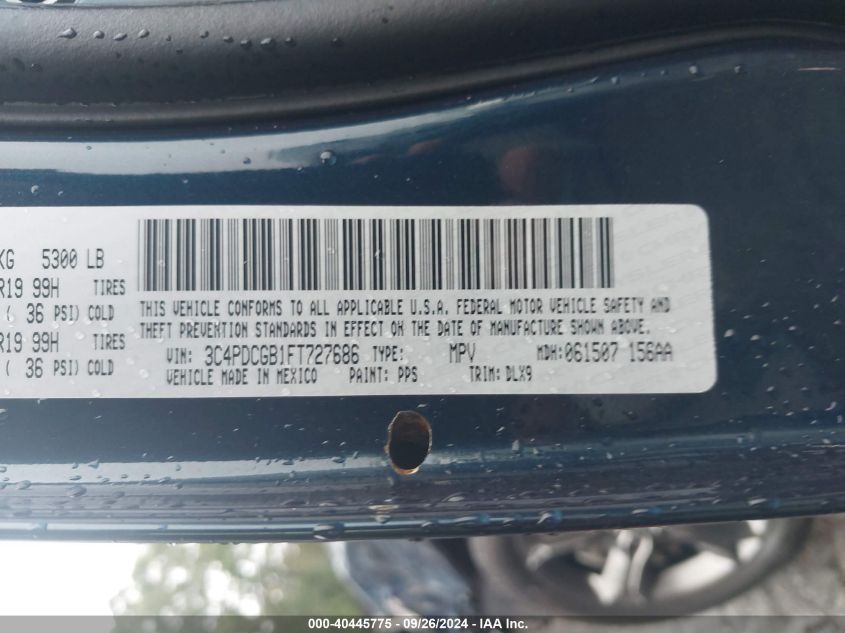 KG 5300 LB
R19 99H TIRES
( 36 PSI) COLD
R19 99H TIRES
( 36 PSI) COLD
THIS VEHICLE CONFORMS TO ALL APPLICABLE U.S.A. FEDERAL MOTOR VEHICLE SAFETY AND
THEFT PREVENTION STANDARDS IN EFFECT ON THE DATE OF MANUFACTURE SHOWN ABOVE.
VIN: 3C4PDCGB1FT727686 TYPE: MPV MDH:061507 156AA
VEHICLE MADE IN MEXICO PAINT: PPS TRIM: DLX9
000-40445775 - 09/26/2024 - IAA Inc.